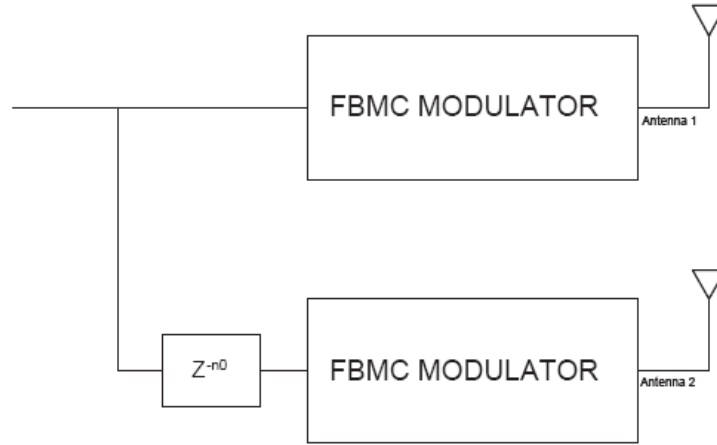 FBMC MODULATOR
Antenna 1
Z-n0
FBMC MODULATOR
Antenna 2